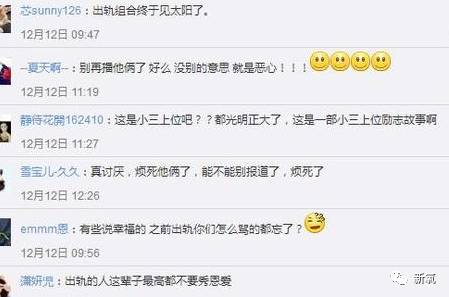 芯sunny126：出轨组合终于见太阳了。
12月12日 09:47
--夏天啊--：别再播他俩了 好么 没别的意思 就是恶心！！！
12月12日 11:19
静待花開162410：这是小三上位吧？？都光明正大了，这是一部小三上位励志故事啊
12月12日 11:27
雪宝儿-久久：真讨厌，烦死他俩了，能不能别报道了，烦死了
12月12日 12:26
emmm恩：有些说幸福的 之前出轨你们怎么骂的都忘了？
12月12日 09:56
潇妍児：出轨的人这辈子最高都不要秀恩爱
新氧